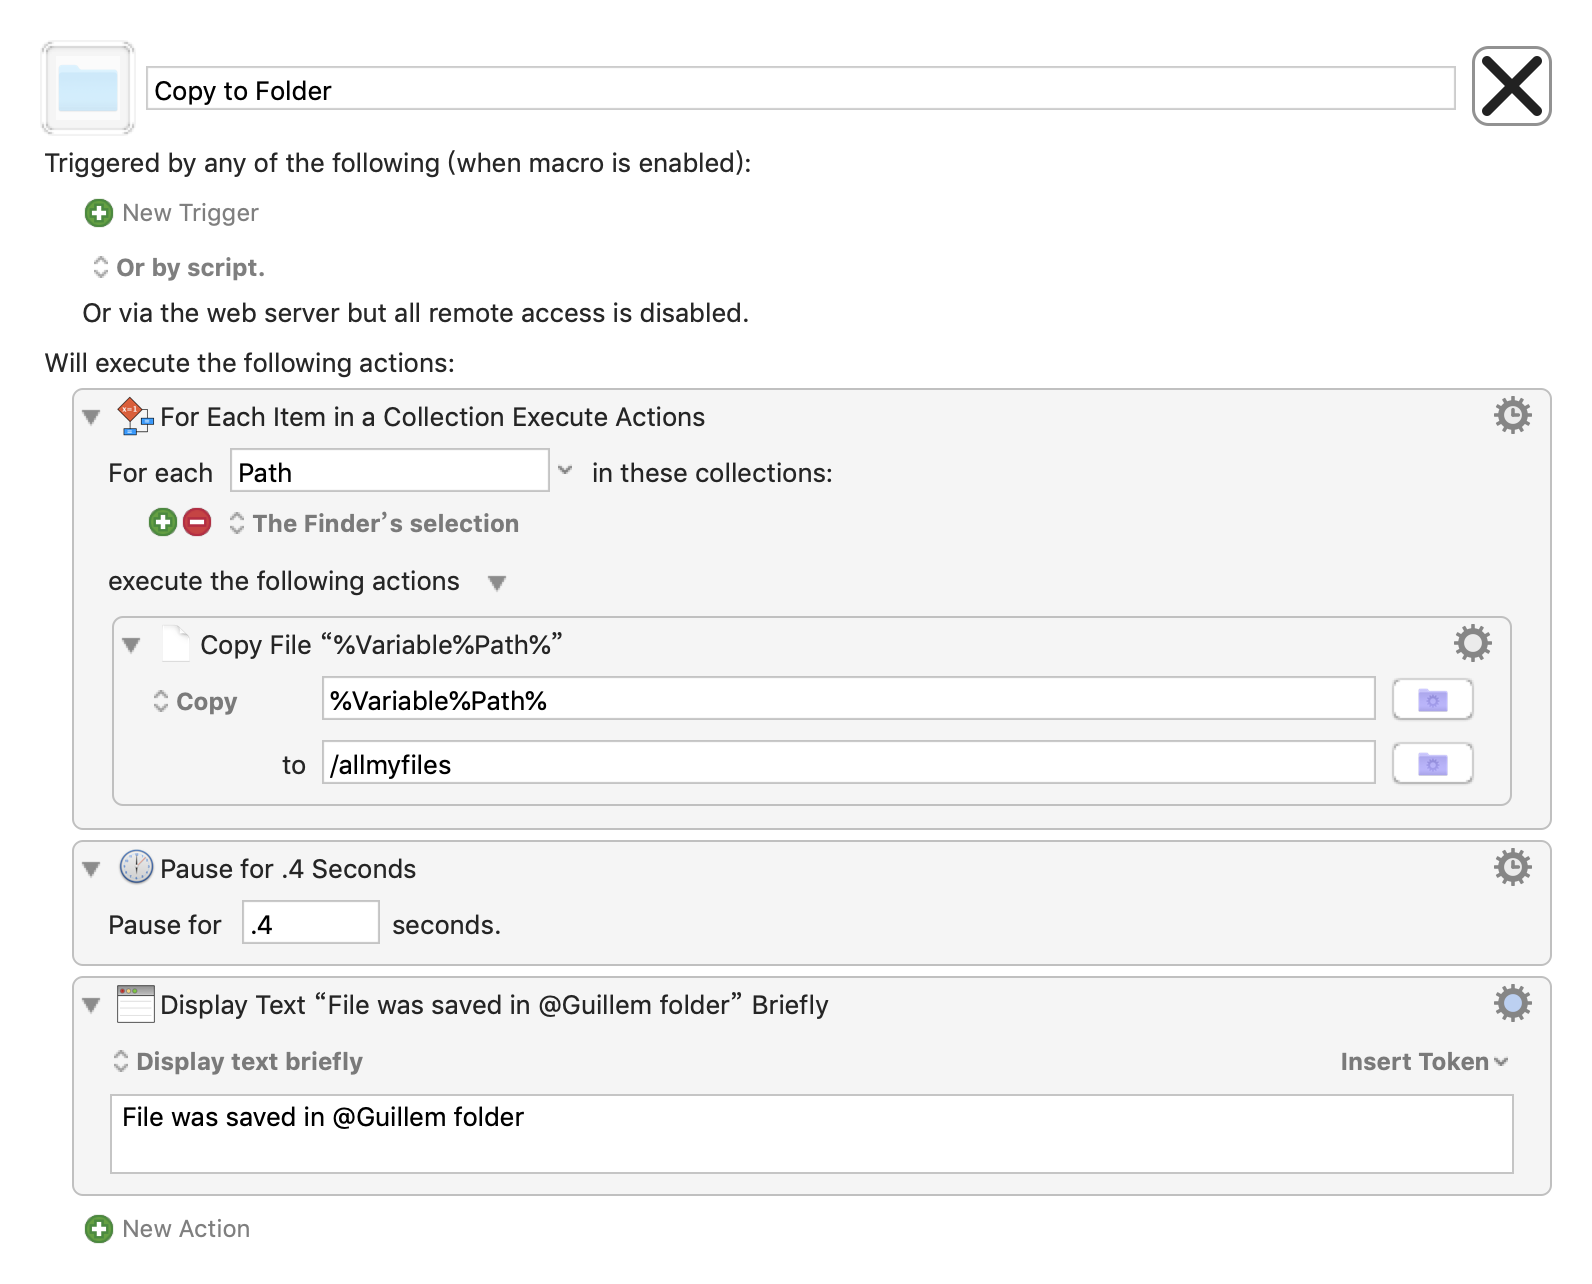 Copy to Folder
Triggered by any of the following (when macro is enabled):
New Trigger
Or by script.
Or via the web server but all remote access is disabled.
Will execute the following actions:
For Each Item in a Collection Execute Actions
For each Path in these collections:
The Finder’s selection
execute the following actions
Copy File “%Variable%Path%”
Copy %Variable%Path%
to /allmyfiles
Pause for .4 Seconds
Pause for .4 seconds.
Display Text “File was saved in @Guillem folder” Briefly
Display text briefly Insert Token
File was saved in @Guillem folder
New Action